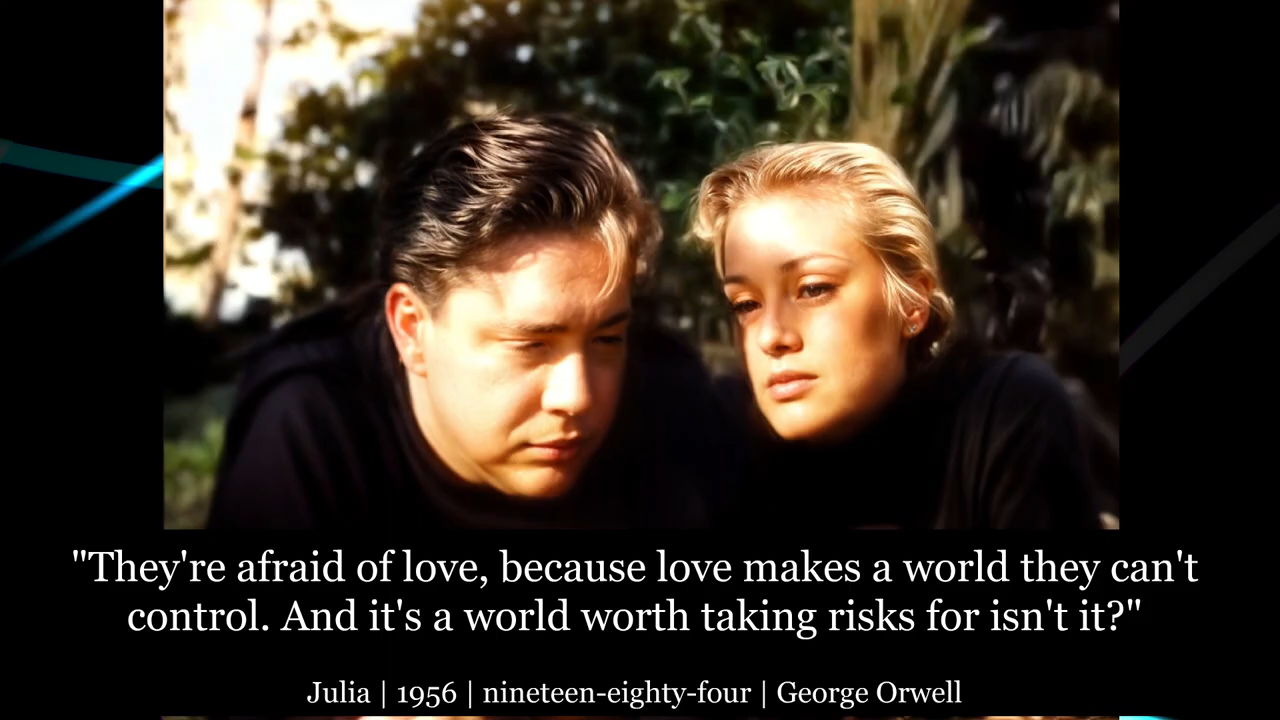 "They're afraid of love, because love makes a world they can't
control. And it's a world worth taking risks for isn't it?"
Julia | 1956 | nineteen-eighty-four | George Orwell